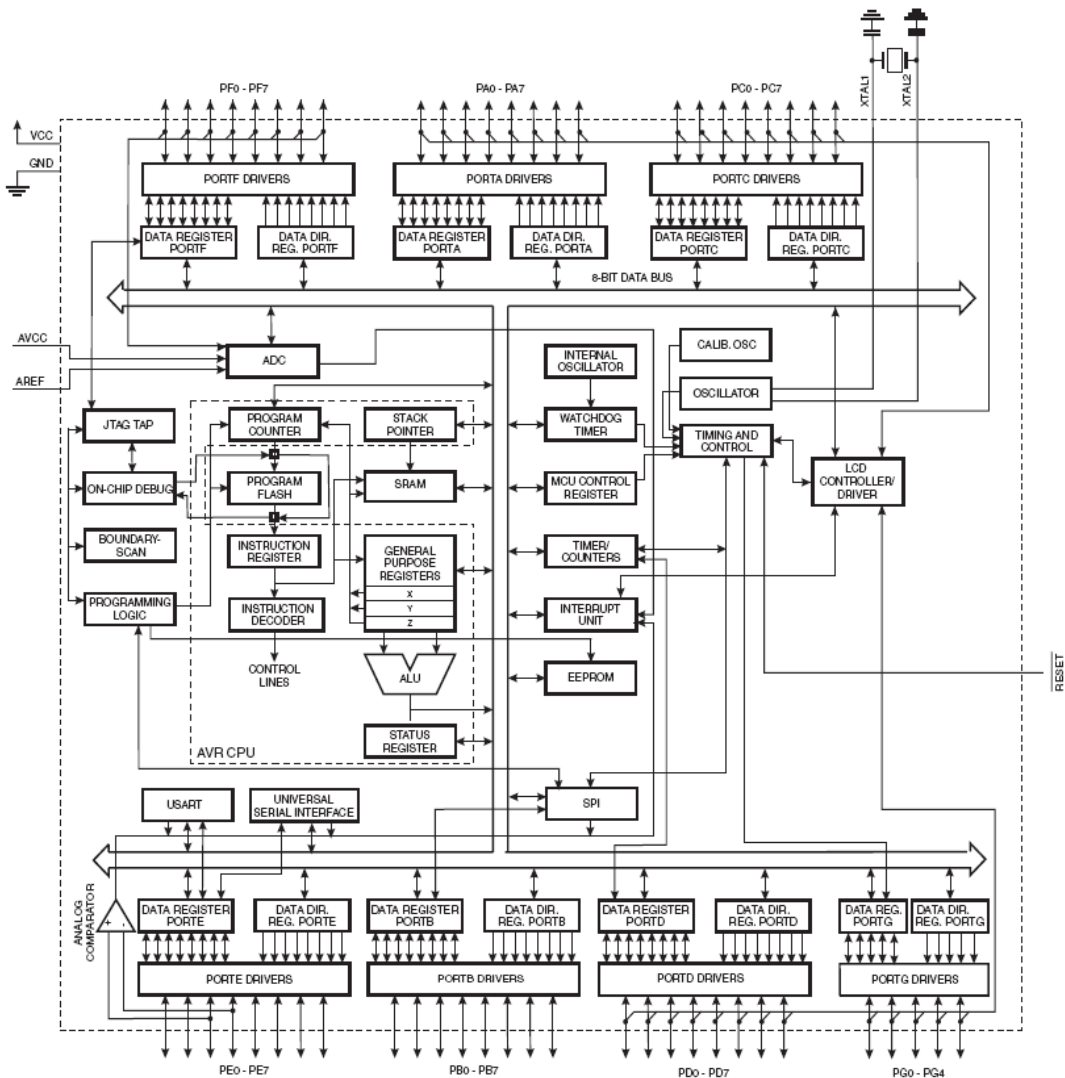 XTAL1
XTAL2
PF0 - PF7
PA0 - PA7
PC0 - PC7
VCC
GND
PORTF DRIVERS
PORTA DRIVERS
PORTC DRIVERS
DATA REGISTER
PORTF
DATA DIR.
REG. PORTF
DATA REGISTER
PORTA
DATA DIR.
REG. PORTA
DATA REGISTER
PORTC
DATA DIR.
REG. PORTC
8-BIT DATA BUS
AVCC
AREF
ADC
INTERNAL
OSCILLATOR
CALIB. OSC
OSCILLATOR
JTAG TAP
PROGRAM
COUNTER
STACK
POINTER
WATCHDOG
TIMER
TIMING AND
CONTROL
ON-CHIP DEBUG
PROGRAM
FLASH
SRAM
MCU CONTROL
REGISTER
LCD
CONTROLLER/
DRIVER
BOUNDARY-
SCAN
INSTRUCTION
REGISTER
GENERAL
PURPOSE
REGISTERS
X
Y
Z
TIMER/
COUNTERS
PROGRAMMING
LOGIC
INSTRUCTION
DECODER
INTERRUPT
UNIT
CONTROL
LINES
ALU
EEPROM
RESET
STATUS
REGISTER
AVR CPU
USART
UNIVERSAL
SERIAL INTERFACE
SPI
ANALOG
COMPARATOR
+
-
DATA REGISTER
PORTE
DATA DIR.
REG. PORTE
DATA REGISTER
PORTB
DATA DIR.
REG. PORTB
DATA REGISTER
PORTD
DATA DIR.
REG. PORTD
DATA REG.
PORTG
DATA DIR.
REG. PORTG
PORTE DRIVERS
PORTB DRIVERS
PORTD DRIVERS
PORTG DRIVERS
PE0 - PE7
PB0 - PB7
PD0 - PD7
PG0 - PG4